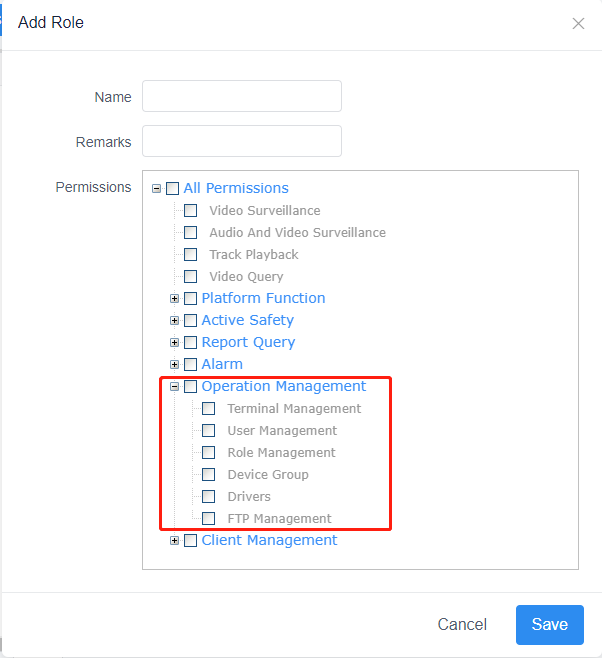 Add Role
Name
Remarks
Permissions
All Permissions
Video Surveillance
Audio And Video Surveillance
Track Playback
Video Query
Platform Function
Active Safety
Report Query
Alarm
Operation Management
Terminal Management
User Management
Role Management
Device Group
Drivers
FTP Management
Client Management
Cancel
Save